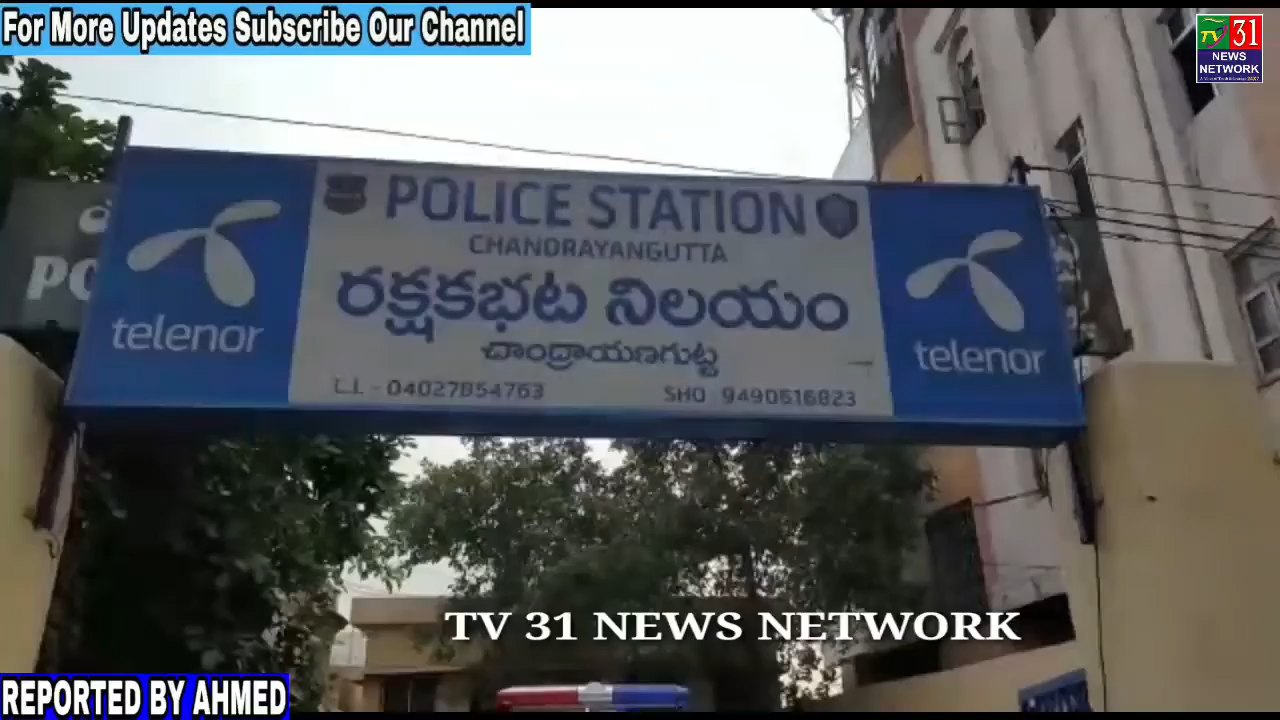 For More Updates Subscribe Our Channel
TV 31
NEWS
NETWORK
POLICE STATION
CHANDRAYANGUTTA
రక్షకభట నిలయం
చాంద్రాయణగుట్ట
L.L - 04027854763
SHO 9490616823
telenor
telenor
PO
TV 31 NEWS NETWORK
REPORTED BY AHMED